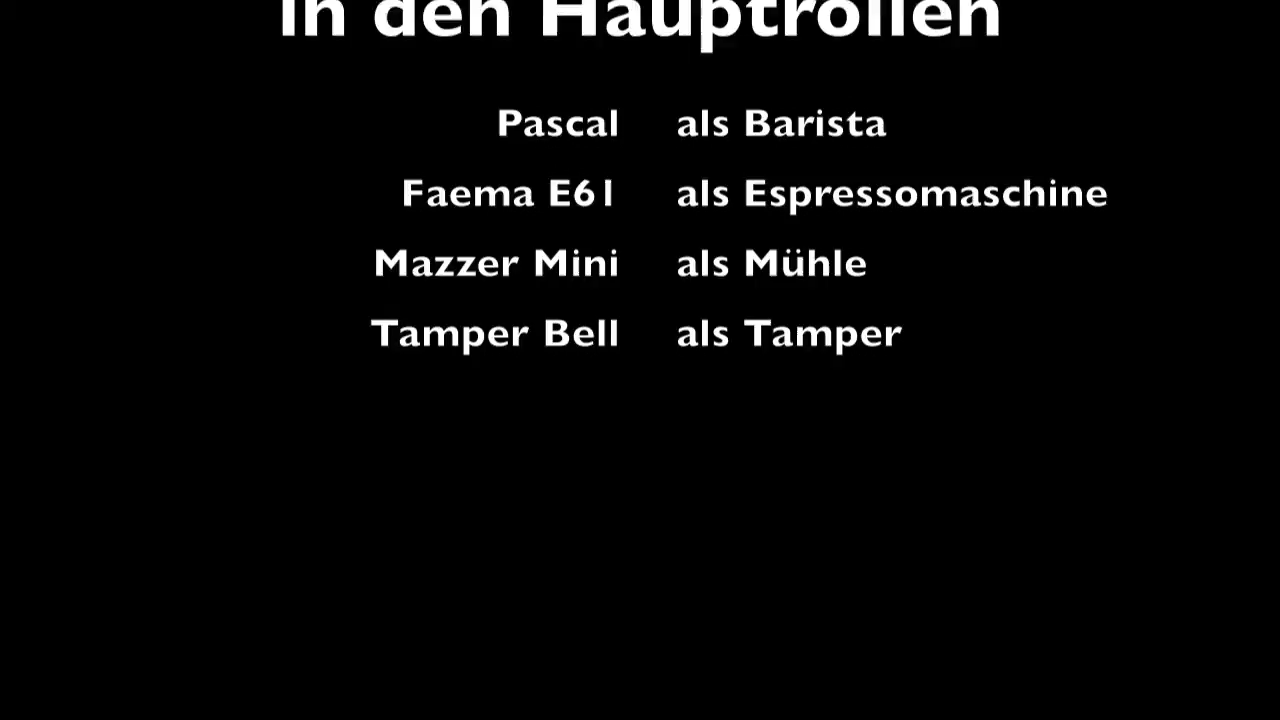 in den Hauptrollen
Pascal als Barista
Faema E61 als Espressomaschine
Mazzer Mini als Mühle
Tamper Bell als Tamper